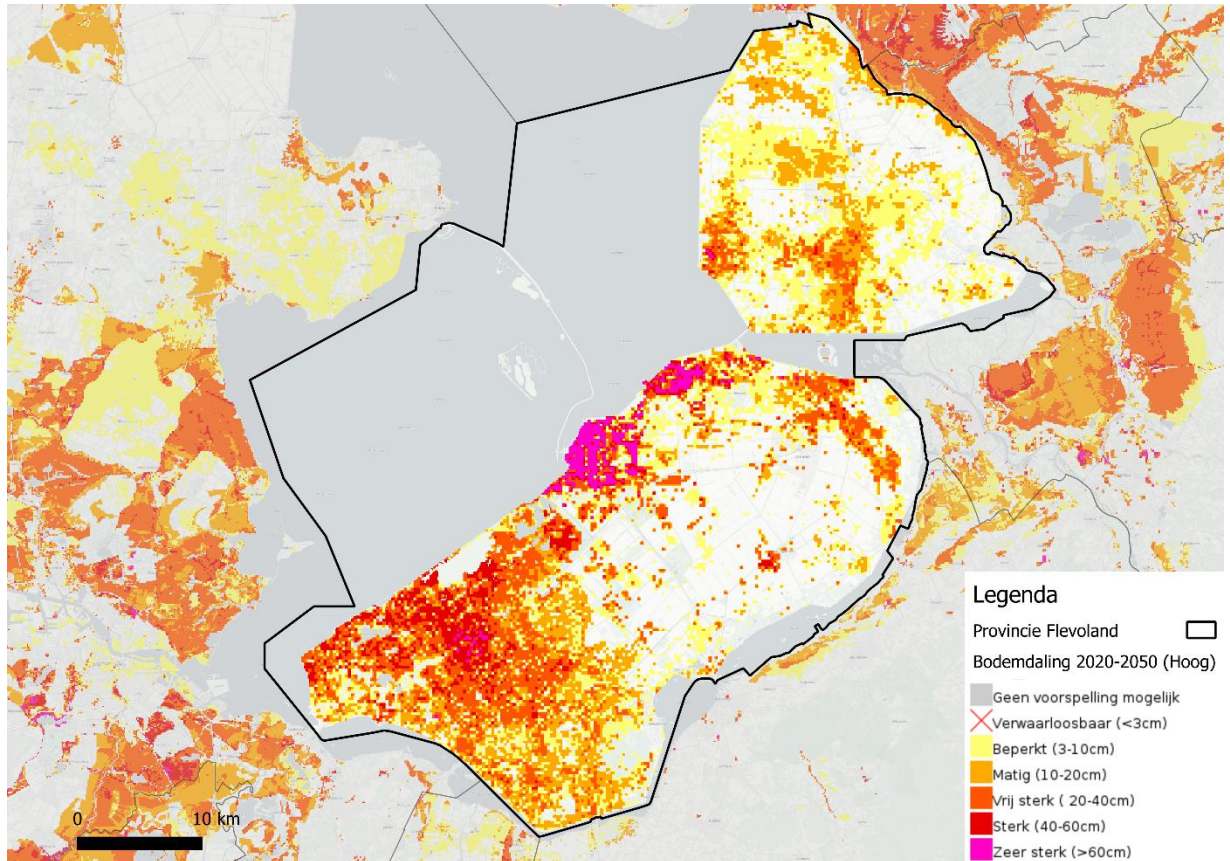 Legenda
Provincie Flevoland
Bodemdaling 2020-2050 (Hoog)
Geen voorspelling mogelijk
Verwaarloosbaar (<3cm)
Beperkt (3-10cm)
Matig (10-20cm)
Vrij sterk ( 20-40cm)
Sterk (40-60cm)
Zeer sterk (>60cm)
0 10 km